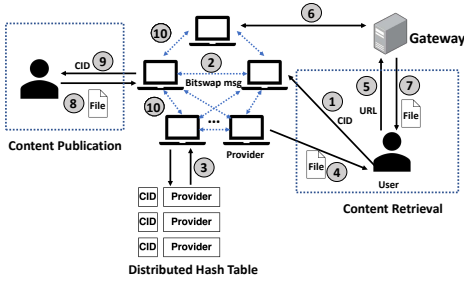 6
10
Gateway
CID
9
2
Bitswap msg
8
File
1
5
7
URL
File
CID
10
Content Publication
...
Provider
3
File
4
User
CID Provider
CID Provider
CID Provider
Content Retrieval
Distributed Hash Table